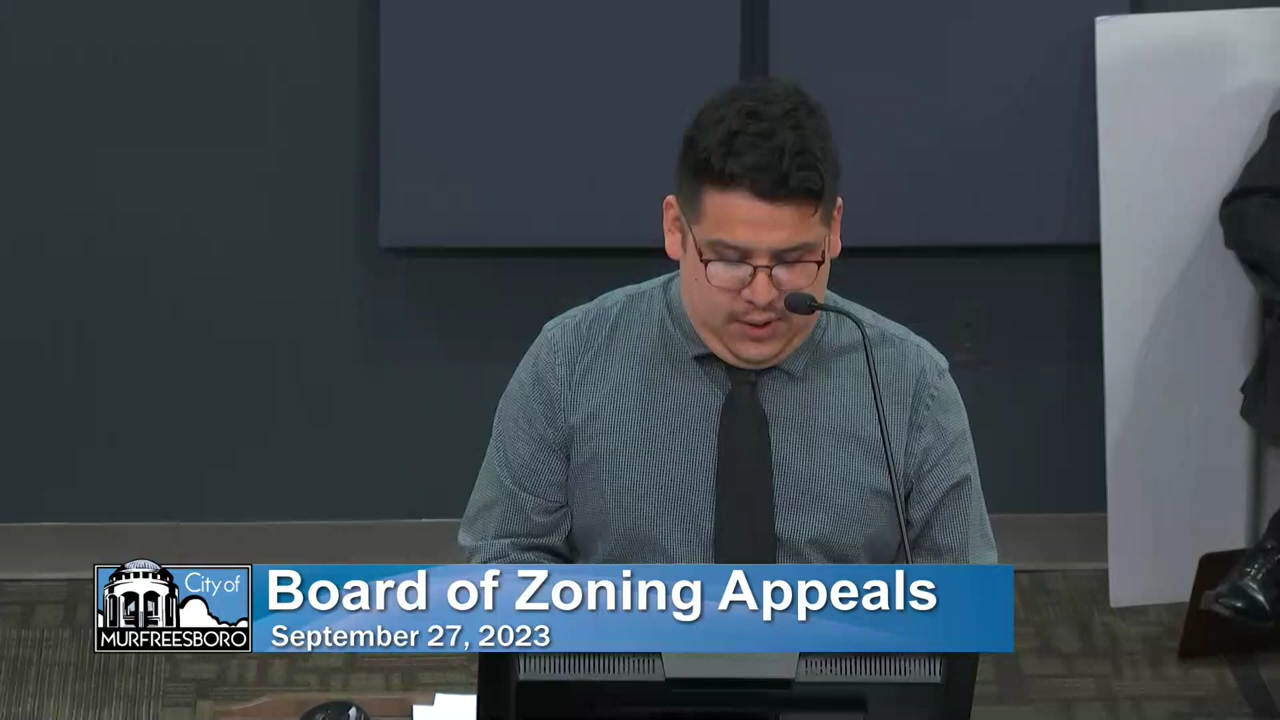 City of
MURFREESBORO
Board of Zoning Appeals
September 27, 2023